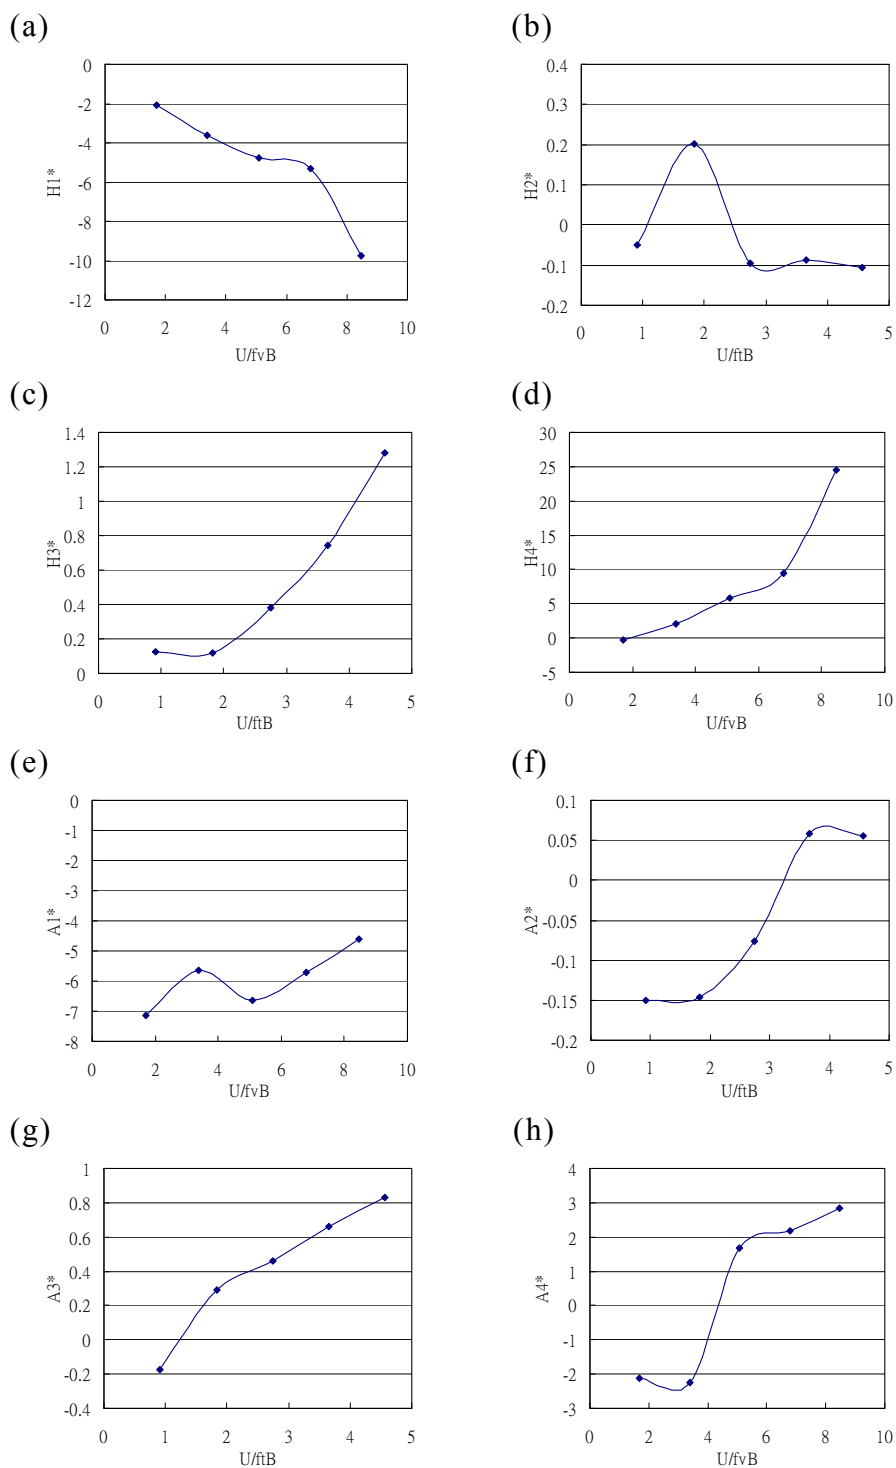 (a)
0
-2
-4
-6
-8
-10
-12
H1*
0 2 4 6 8 10
U/fvB
(b)
0.4
0.3
0.2
0.1
0
-0.1
-0.2
H2*
0 1 2 3 4 5
U/ftB
(c)
1.4
1.2
1
0.8
0.6
0.4
0.2
0
H3*
0 1 2 3 4 5
U/ftB
(d)
30
25
20
15
10
5
0
-5
H4*
0 2 4 6 8 10
U/fvB
(e)
0
-1
-2
-3
-4
-5
-6
-7
-8
A1*
0 2 4 6 8 10
U/fvB
(f)
0.1
0.05
0
-0.05
-0.1
-0.15
-0.2
A2*
0 1 2 3 4 5
U/ftB
(g)
1
0.8
0.6
0.4
0.2
0
-0.2
-0.4
A3*
0 1 2 3 4 5
U/ftB
(h)
4
3
2
1
0
-1
-2
-3
A4*
0 2 4 6 8 10
U/fvB